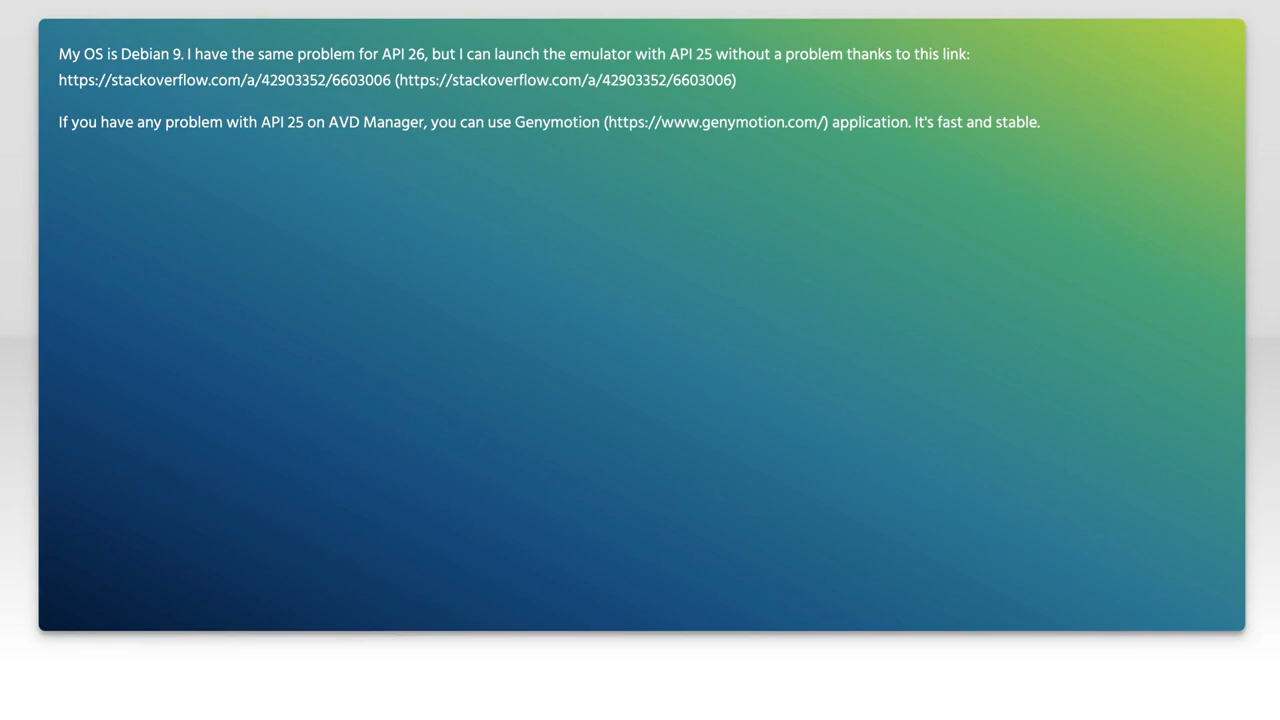 My OS is Debian 9. I have the same problem for API 26, but I can launch the emulator with API 25 without a problem thanks to this link:
https://stackoverflow.com/a/42903352/6603006 (https://stackoverflow.com/a/42903352/6603006)
If you have any problem with API 25 on AVD Manager, you can use Genymotion (https://www.genymotion.com/) application. It's fast and stable.